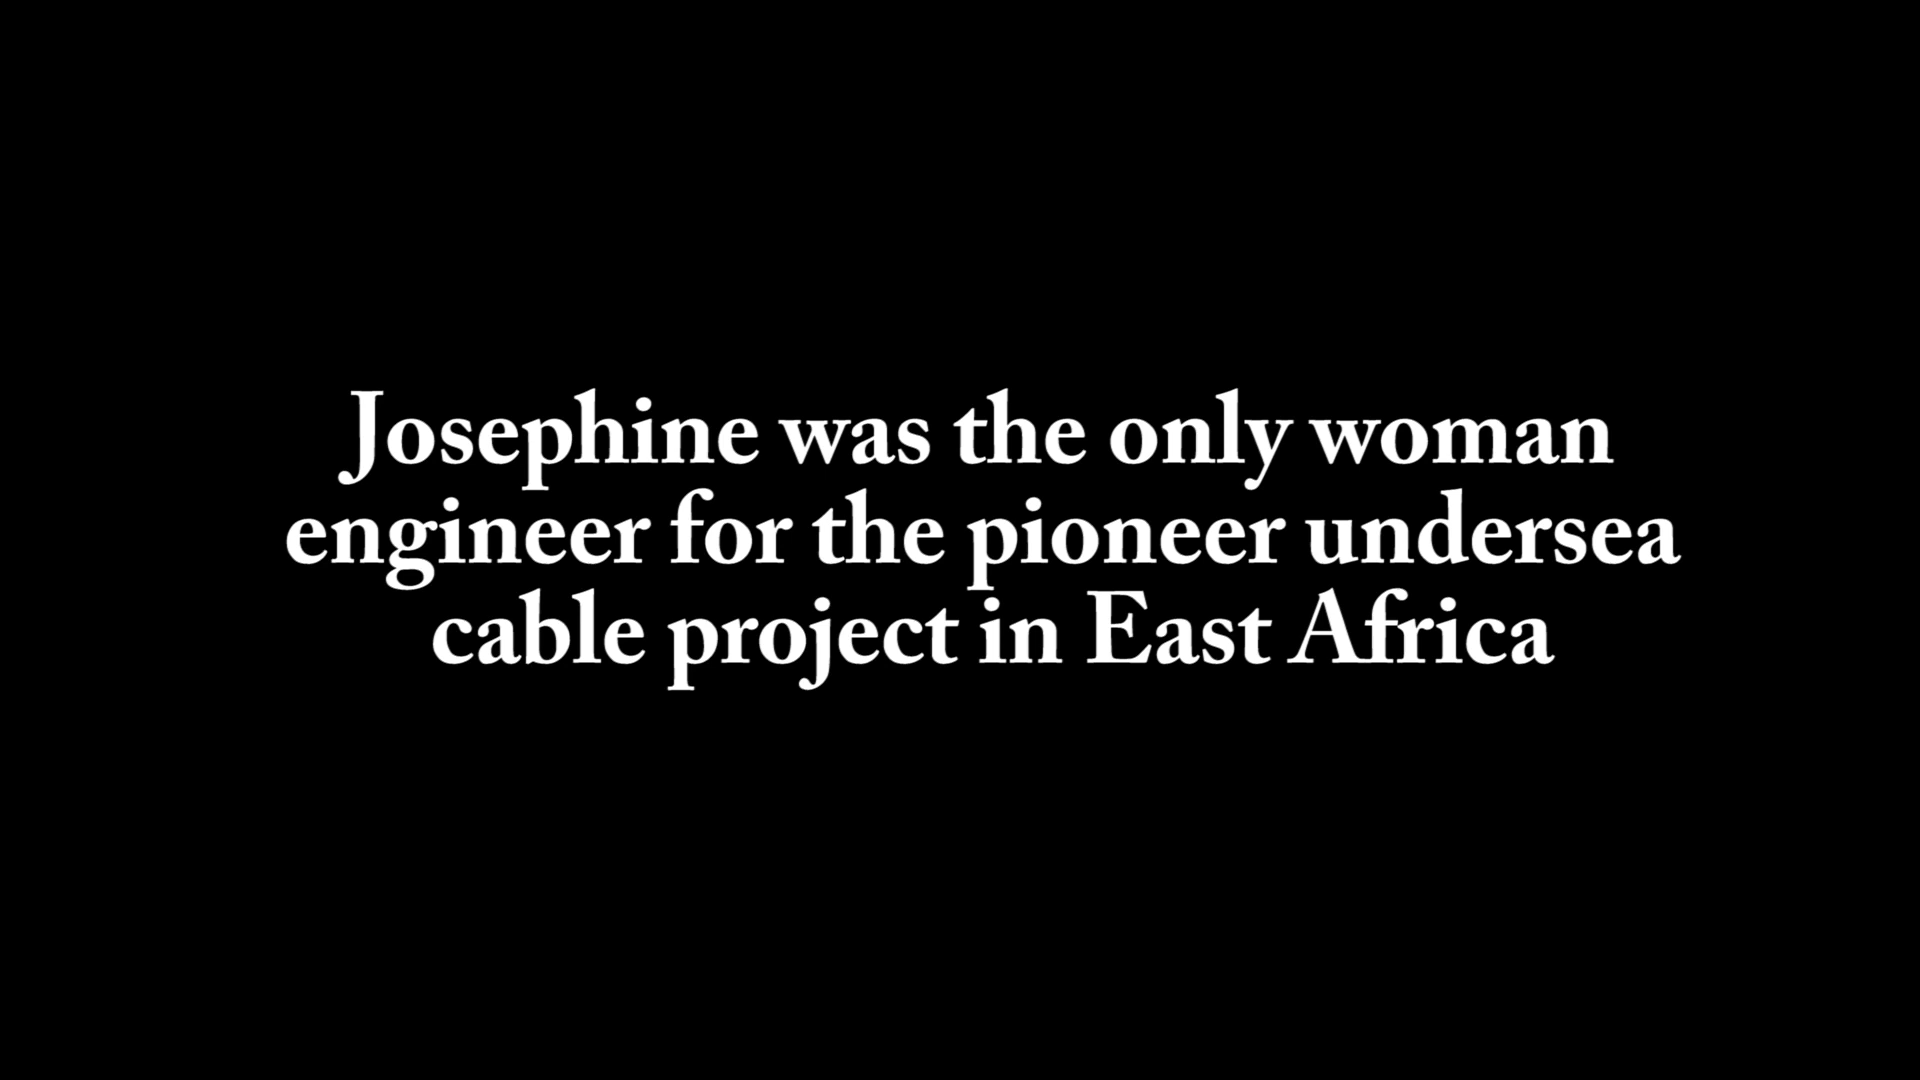 Josephine was the only woman
engineer for the pioneer undersea
cable project in East Africa